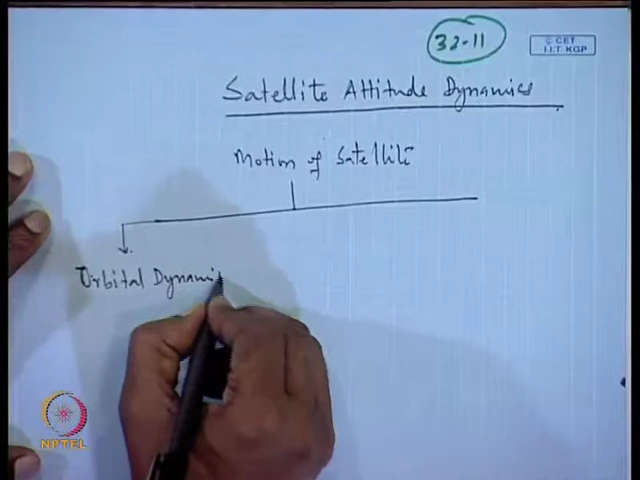 32-11
© CET
I.I.T. KGP
Satellite Attitude Dynamics
Motion of Satellite
Orbital Dynami
NPTEL